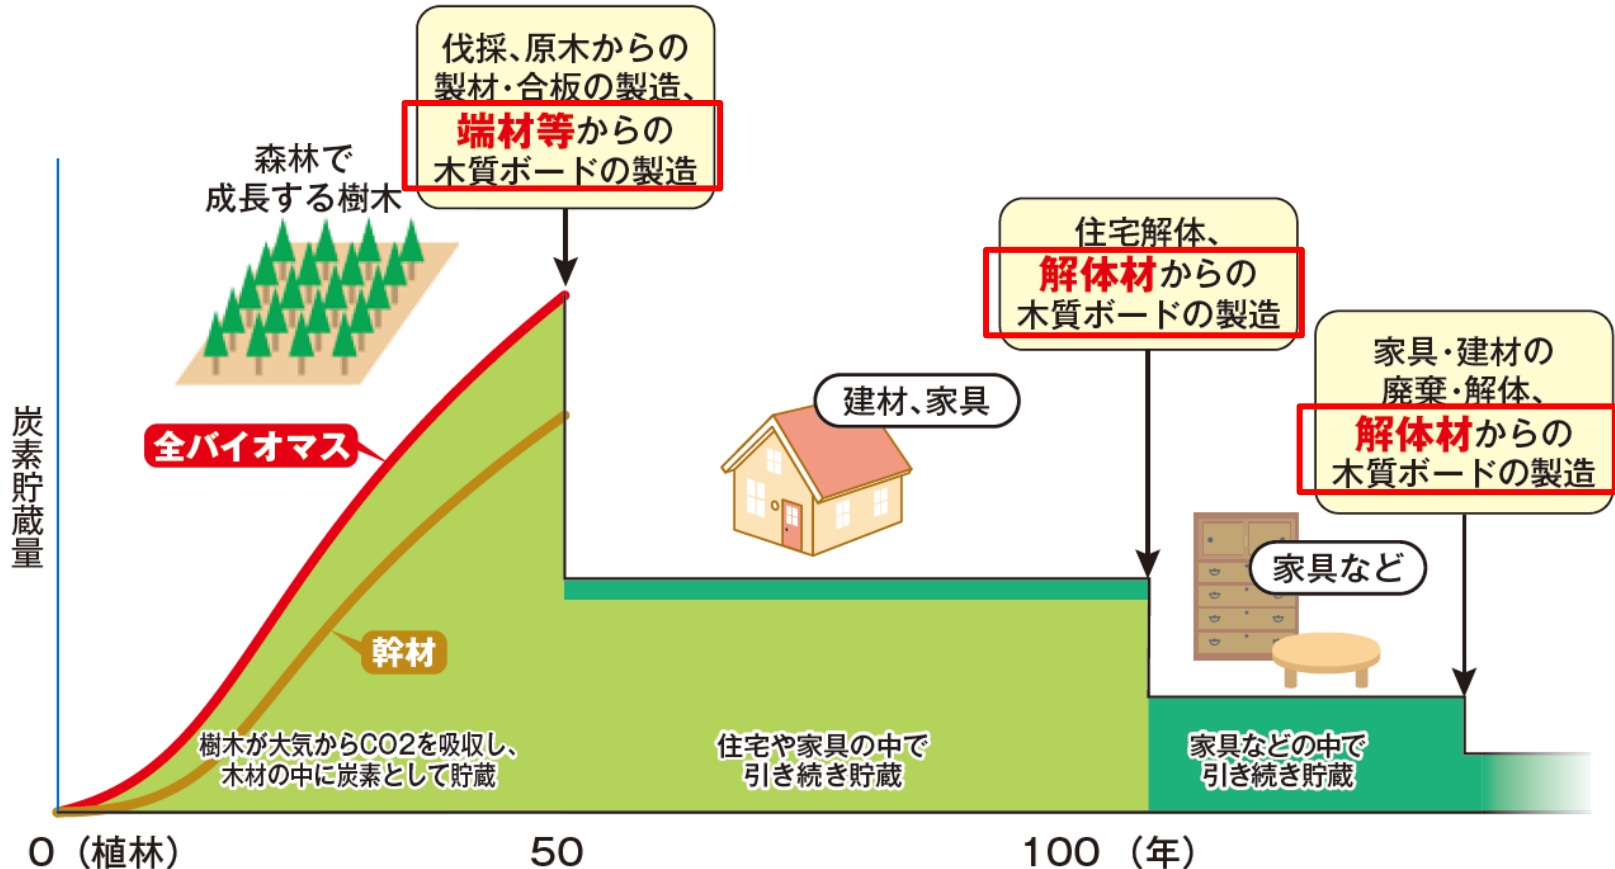 伐採、原木からの
製材・合板の製造、
端材等からの
木質ボードの製造
森林で
成長する樹木
住宅解体、
解体材からの
木質ボードの製造
家具・建材の
廃棄・解体、
解体材からの
木質ボードの製造
建材、家具
炭素貯蔵量
全バイオマス
家具など
幹材
樹木が大気からCO2を吸収し、
木材の中に炭素として貯蔵
住宅や家具の中で
引き続き貯蔵
家具などの中で
引き続き貯蔵
0（植林） 50 100（年）